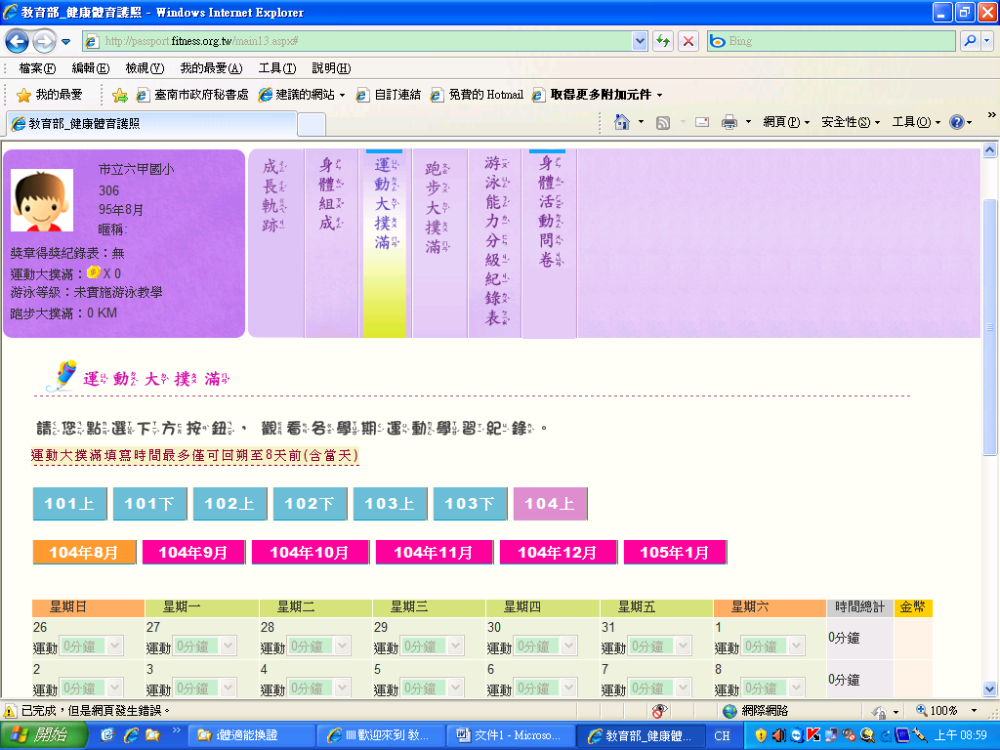 教育部_健康體育護照 - Windows Internet Explorer
http://passport.fitness.org.tw/main13.aspx#
Bing
檔案(F) 編輯(E) 檢視(V) 我的最愛(A) 工具(T) 說明(H)
我的最愛 臺南市政府秘書處 建議的網站 自訂連結 免費的 Hotmail 取得更多附加元件
教育部_健康體育護照
網頁(P) 安全性(S) 工具(O) »
市立六甲國小
306
95年8月
暱稱:
獎章得獎紀錄表：無
運動大撲滿： X 0
游泳等級：未實施游泳教學
跑步大撲滿：0 KM
成長軌跡
身體組成
運動大撲滿
跑步大撲滿
游泳能力分級紀錄表
身體活動問卷
運動大撲滿
請您點選下方按鈕，觀看各學期運動學習紀錄。
運動大撲滿填寫時間最多僅可回朔至8天前(含當天)
101上 101下 102上 102下 103上 103下 104上
104年8月 104年9月 104年10月 104年11月 104年12月 105年1月
星期日 星期一 星期二 星期三 星期四 星期五 星期六 時間總計 金幣
26 27 28 29 30 31 1
運動 0分鐘 運動 0分鐘 運動 0分鐘 運動 0分鐘 運動 0分鐘 運動 0分鐘 運動 0分鐘 0分鐘
2 3 4 5 6 7 8
運動 0分鐘 運動 0分鐘 運動 0分鐘 運動 0分鐘 運動 0分鐘 運動 0分鐘 運動 0分鐘 0分鐘
已完成，但是網頁發生錯誤。 網際網路 100%
開始 » i體適能換證 !!!!歡迎來到 教... 文件1 - Microso... 教育部_健康體... CH 上午 08:59